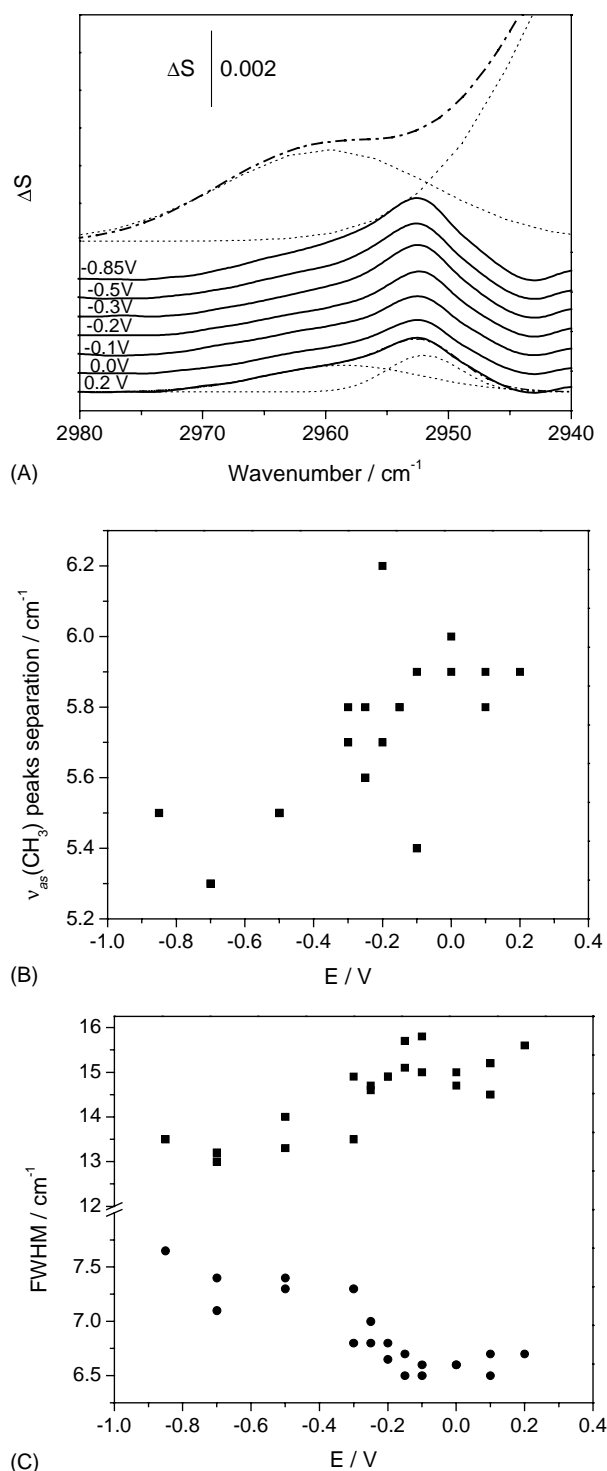 ΔS 0.002
ΔS
-0.85V
-0.5V
-0.3V
-0.2V
-0.1V
0.0V
0.2 V
2980 2970 2960 2950 2940
Wavenumber / cm⁻¹
(A)
6.2
6.0
5.8
5.6
5.4
5.2
νas(CH₃) peaks separation / cm⁻¹
-1.0 -0.8 -0.6 -0.4 -0.2 0.0 0.2 0.4
E / V
(B)
16
15
14
13
12
7.5
7.0
6.5
FWHM / cm⁻¹
-1.0 -0.8 -0.6 -0.4 -0.2 0.0 0.2 0.4
E / V
(C)